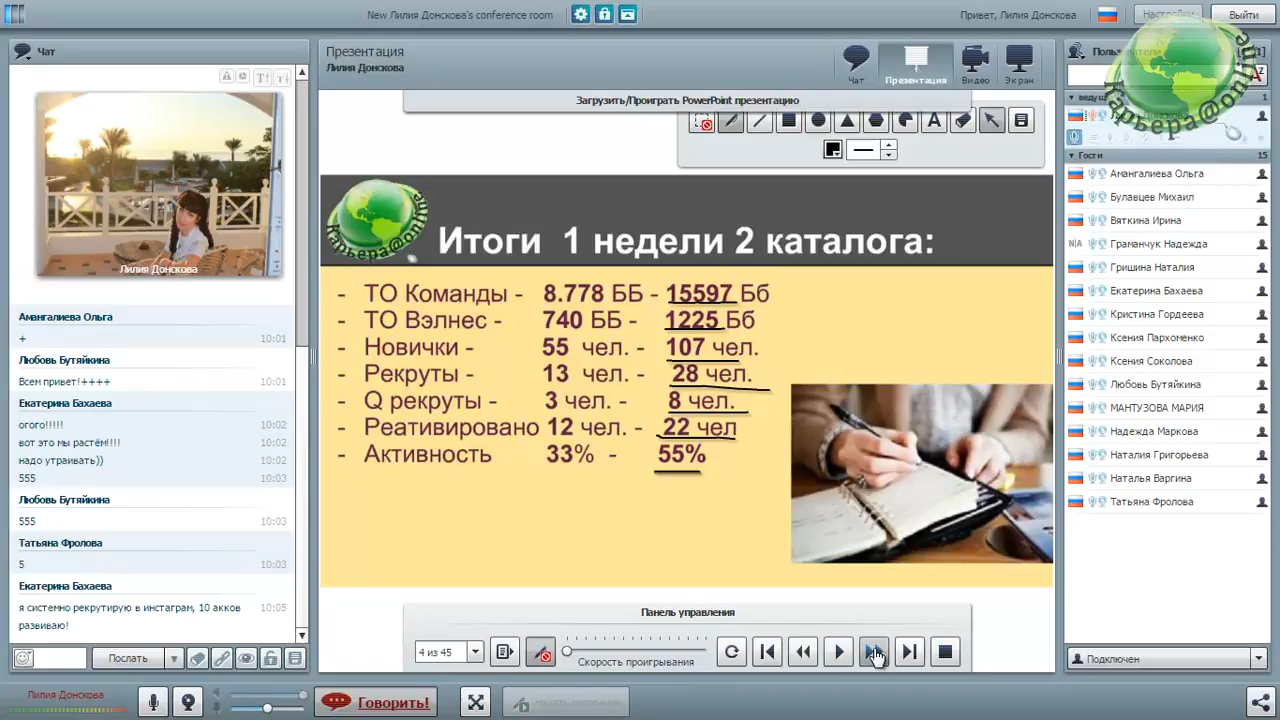 New Лилия Донскова's conference room
Привет, Лилия Донскова
Настройки
Выйти
Чат
Лилия Донскова
Амангалиева Ольга
+ 10:01
Любовь Бутяйкина
Всем привет!++++ 10:01
Екатерина Бахаева
огого!!!!! 10:02
вот это мы растём!!!! 10:02
надо утраивать)) 10:02
555 10:03
Любовь Бутяйкина
555 10:03
Татьяна Фролова
5 10:03
Екатерина Бахаева
я системно рекрутирую в инстаграм, 10 акков 10:05
развиваю!
Послать
Презентация
Лилия Донскова
Чат
Презентация
Видео
Экран
Загрузить/Проиграть PowerPoint презентацию
карьера@online
Итоги 1 недели 2 каталога:
- ТО Команды - 8.778 ББ - 15597 Бб
- ТО Вэлнес - 740 ББ - 1225 Бб
- Новички - 55 чел. - 107 чел.
- Рекруты - 13 чел. - 28 чел.
- Q рекруты - 3 чел. - 8 чел.
- Реативировано 12 чел. - 22 чел
- Активность 33% - 55%
Панель управления
4 из 45
Скорость проигрывания
карьера@online
Гости 15
Амангалиева Ольга
Булавцев Михаил
Вяткина Ирина
N/A Граманчук Надежда
Гришина Наталия
Екатерина Бахаева
Кристина Гордеева
Ксения Пархоменко
Ксения Соколова
Любовь Бутяйкина
МАНТУЗОВА МАРИЯ
Надежда Маркова
Наталия Григорьева
Наталья Варгина
Татьяна Фролова
Подключен
Лилия Донскова
Говорить!